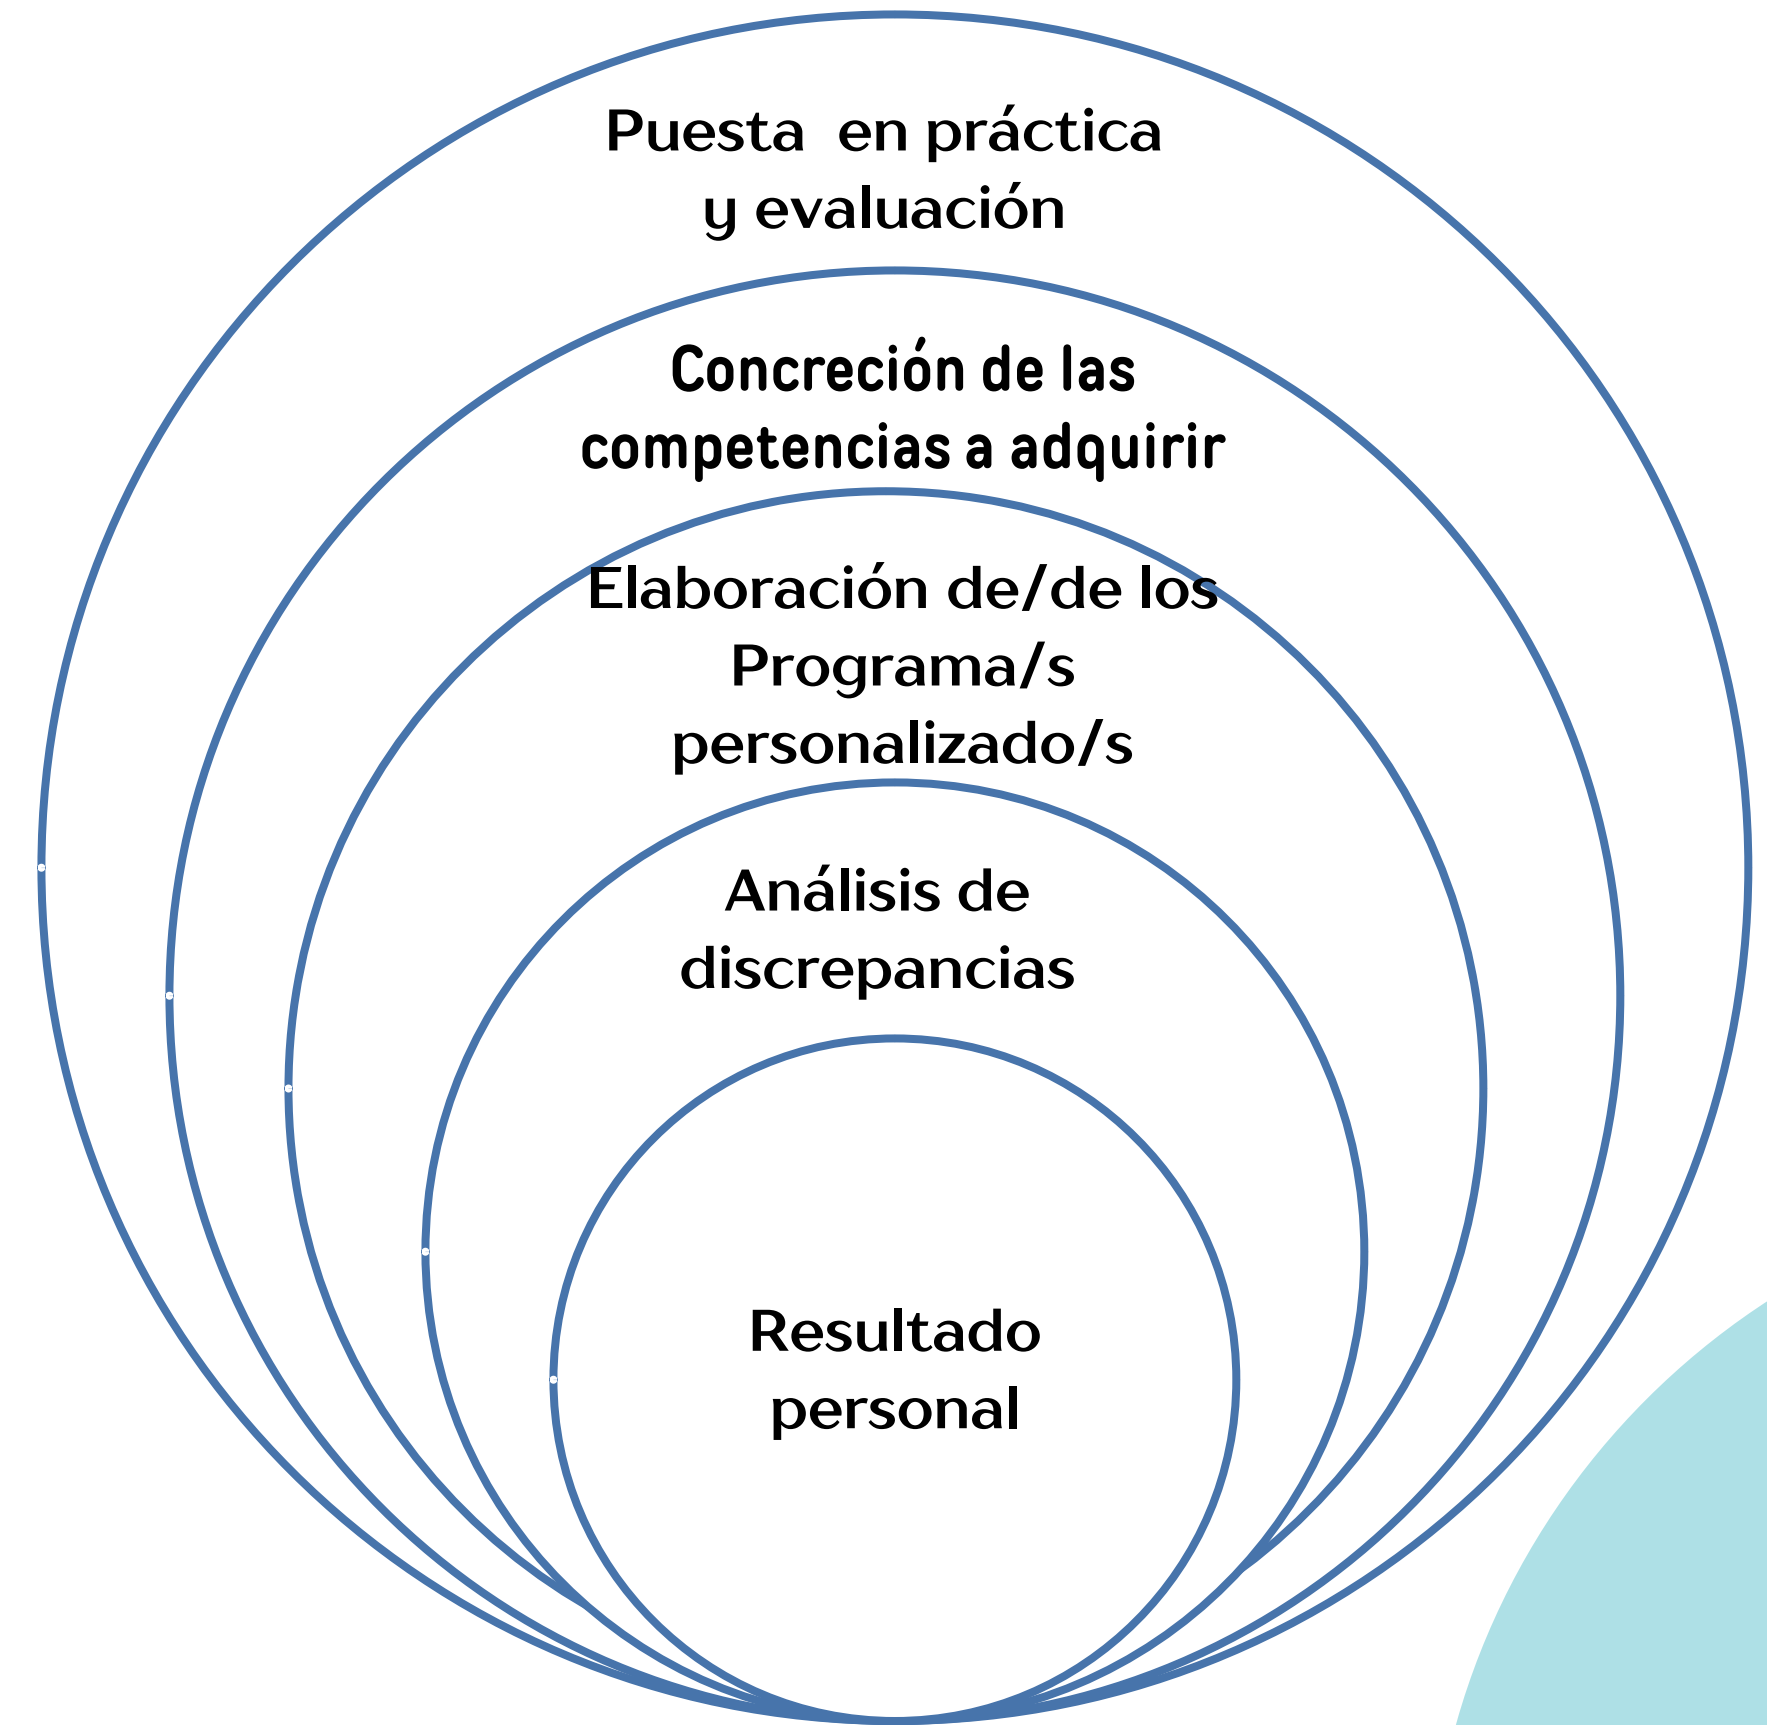 Puesta en práctica
y evaluación
Concreción de las
competencias a adquirir
Elaboración de/de los
Programa/s
personalizado/s
Análisis de
discrepancias
Resultado
personal